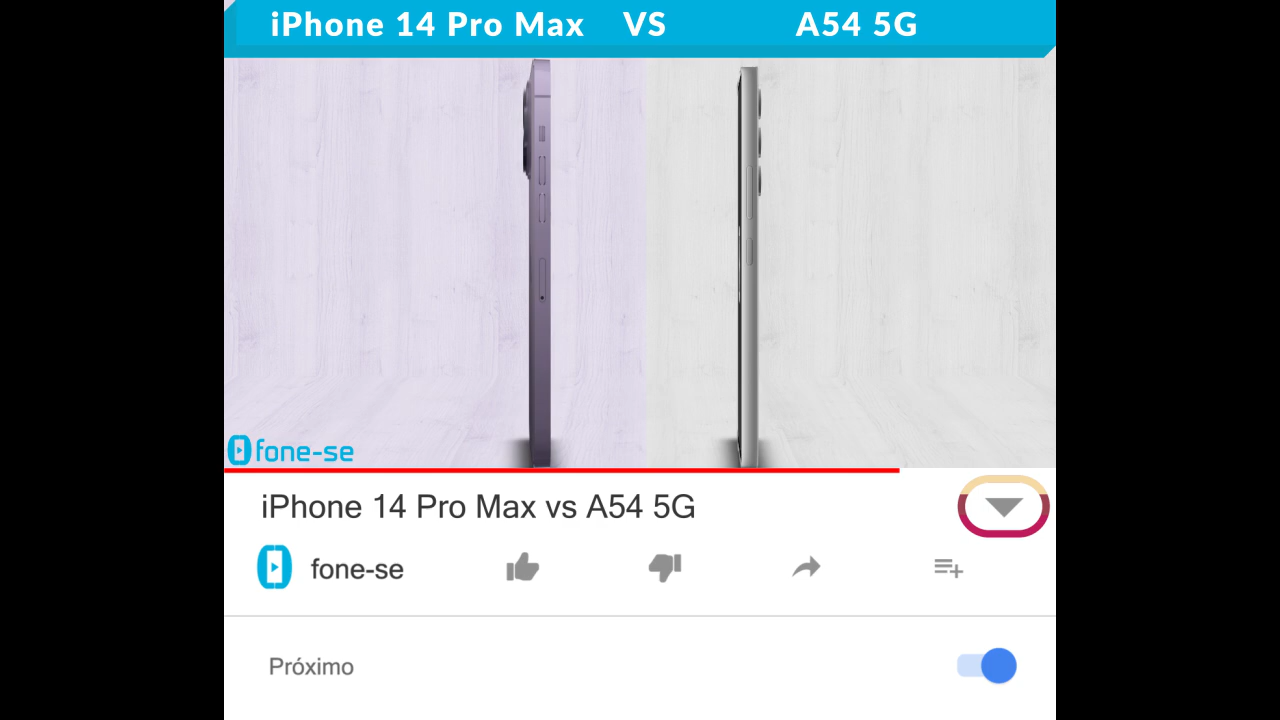 iPhone 14 Pro Max VS A54 5G
fone-se
iPhone 14 Pro Max vs A54 5G
fone-se
Próximo